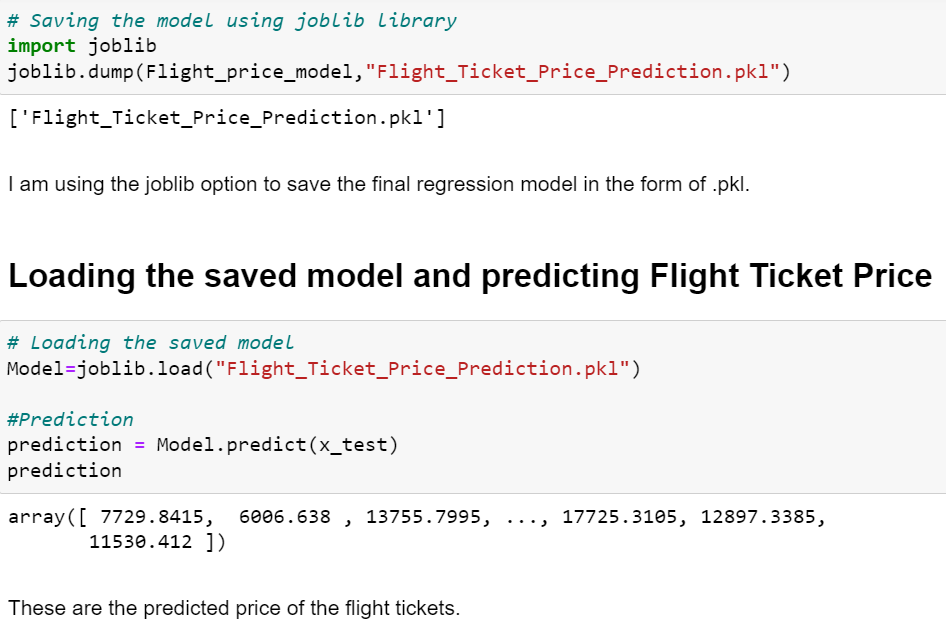 # Saving the model using joblib library
import joblib
joblib.dump(Flight_price_model,"Flight_Ticket_Price_Prediction.pkl")
['Flight_Ticket_Price_Prediction.pkl']
I am using the joblib option to save the final regression model in the form of .pkl.
Loading the saved model and predicting Flight Ticket Price
# Loading the saved model
Model=joblib.load("Flight_Ticket_Price_Prediction.pkl")
#Prediction
prediction = Model.predict(x_test)
prediction
array([ 7729.8415,  6006.638 , 13755.7995, ..., 17725.3105, 12897.3385,
       11530.412 ])
These are the predicted price of the flight tickets.